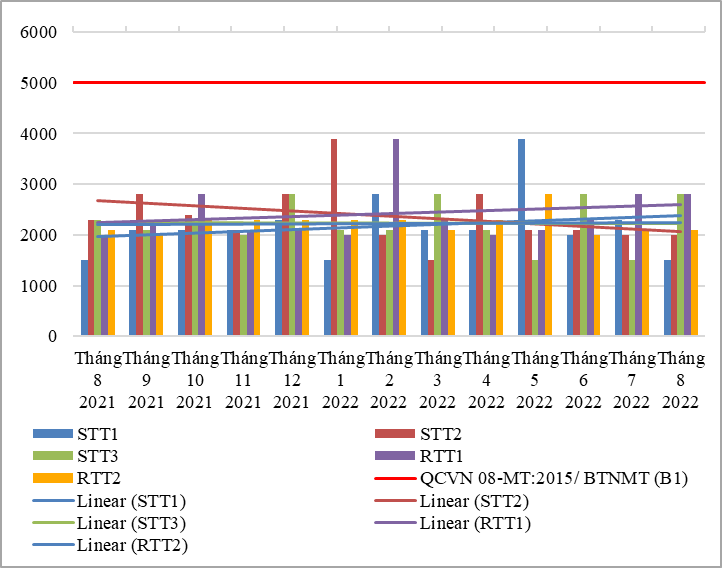 6000
5000
4000
3000
2000
1000
0
Tháng Tháng Tháng Tháng Tháng Tháng Tháng Tháng Tháng Tháng Tháng Tháng Tháng
8 9 10 11 12 1 2 3 4 5 6 7 8
2021 2021 2021 2021 2021 2022 2022 2022 2022 2022 2022 2022 2022
STT1 STT2
STT3 RTT1
RTT2 QCVN 08-MT:2015/ BTNMT (B1)
Linear (STT1) Linear (STT2)
Linear (STT3) Linear (RTT1)
Linear (RTT2)